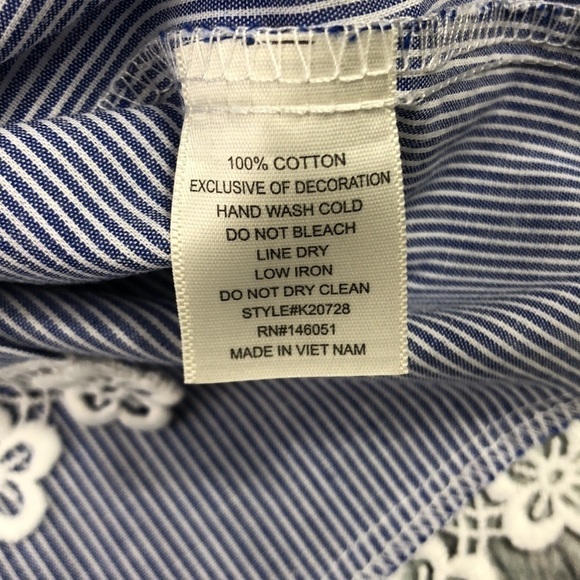 100% COTTON
EXCLUSIVE OF DECORATION
HAND WASH COLD
DO NOT BLEACH
LINE DRY
LOW IRON
DO NOT DRY CLEAN
STYLE#K20728
RN#146051
MADE IN VIET NAM